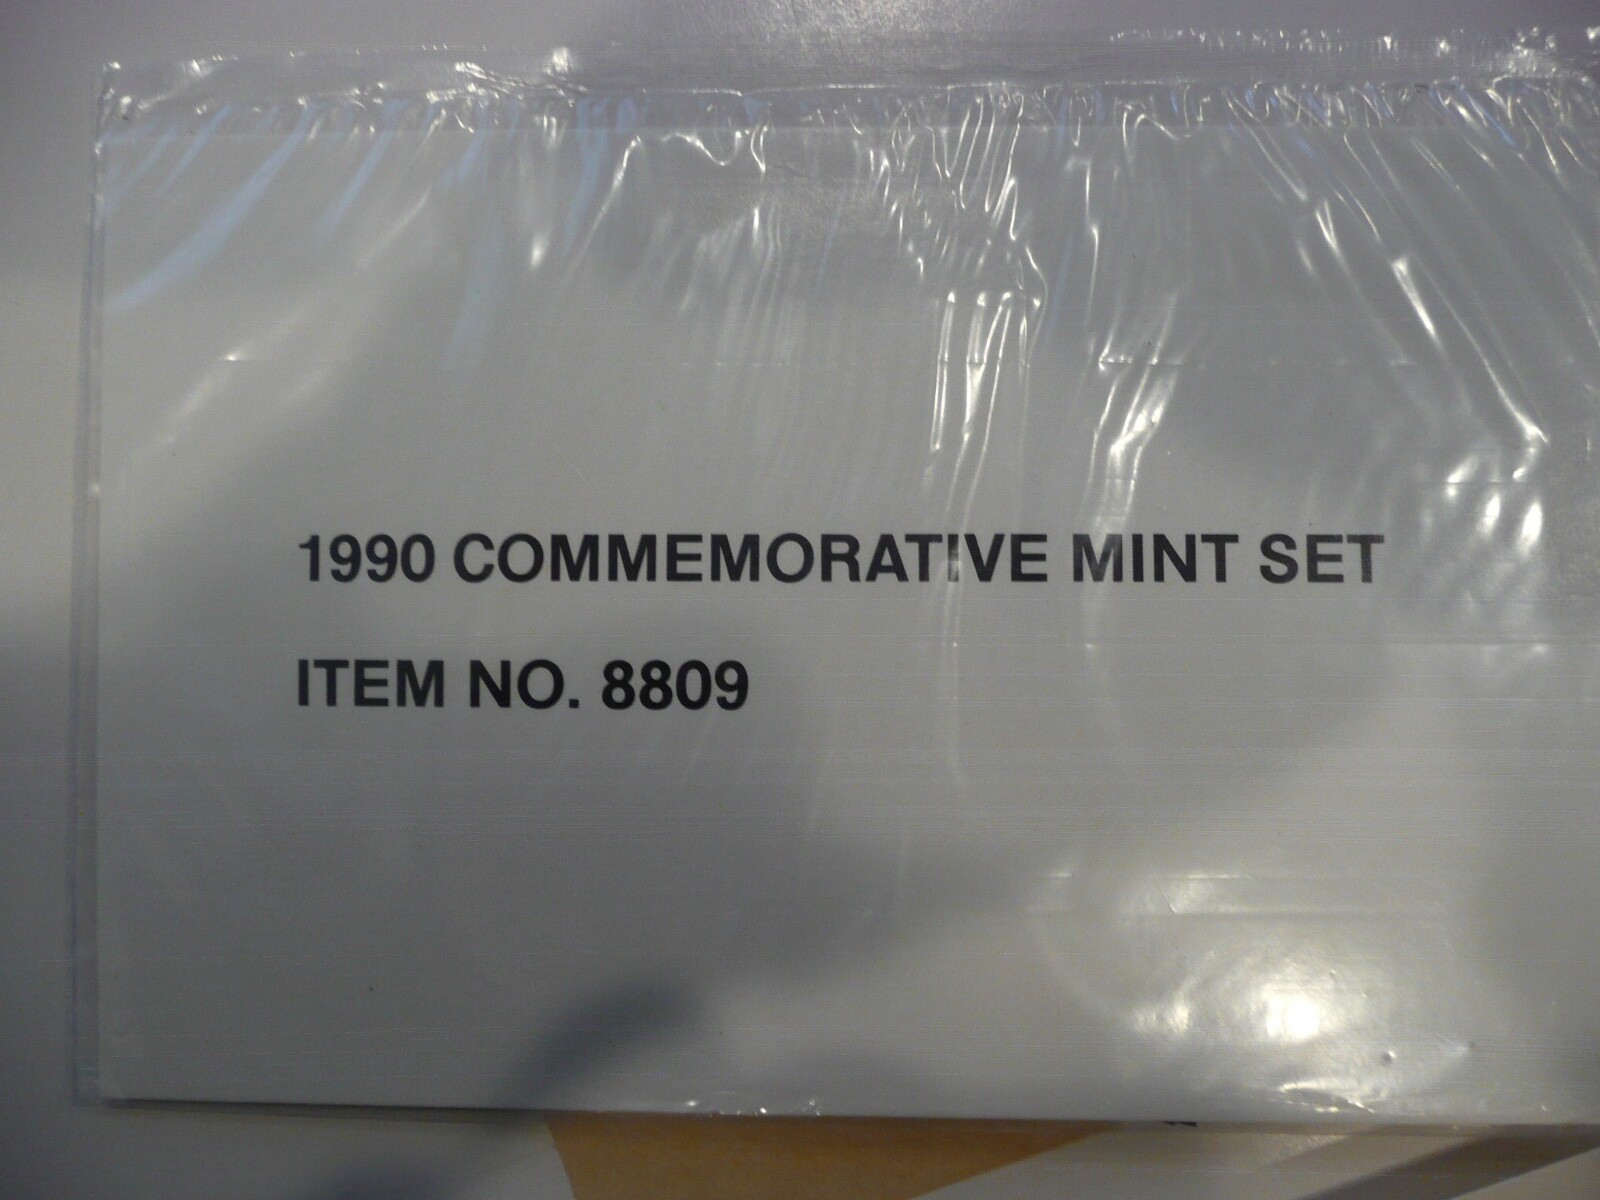 1990 COMMEMORATIVE MINT SET
ITEM NO. 8809